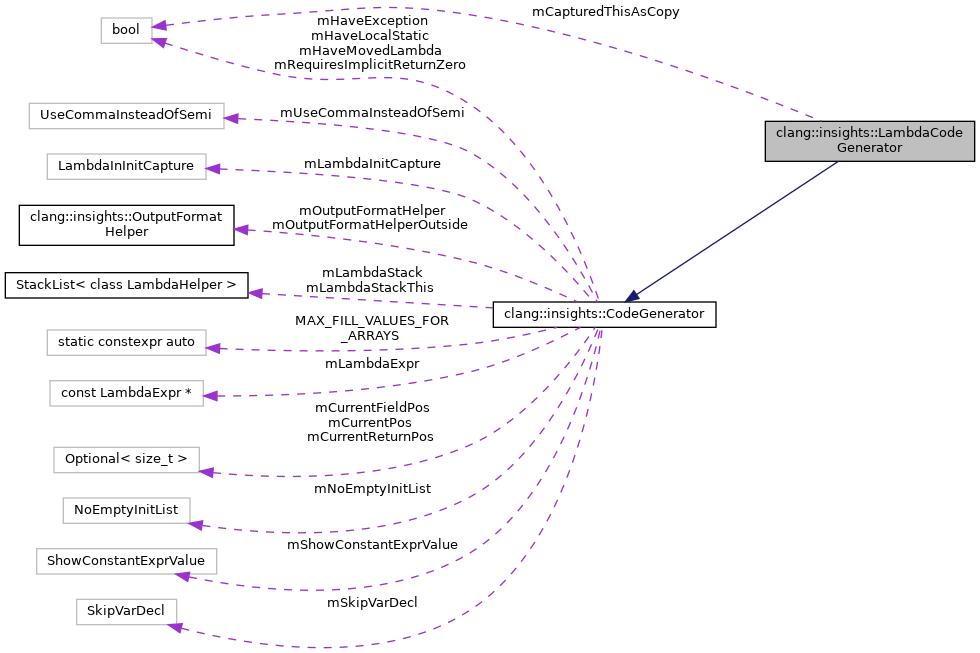 mCapturedThisAsCopy
bool
mHaveException
mHaveLocalStatic
mHaveMovedLambda
mRequiresImplicitReturnZero
UseCommaInsteadOfSemi
mUseCommaInsteadOfSemi
clang::insights::LambdaCode
Generator
LambdaInInitCapture
mLambdaInitCapture
clang::insights::OutputFormat
Helper
mOutputFormatHelper
mOutputFormatHelperOutside
StackList< class LambdaHelper >
mLambdaStack
mLambdaStackThis
clang::insights::CodeGenerator
static constexpr auto
MAX_FILL_VALUES_FOR
_ARRAYS
const LambdaExpr *
mLambdaExpr
Optional< size_t >
mCurrentFieldPos
mCurrentPos
mCurrentReturnPos
NoEmptyInitList
mNoEmptyInitList
ShowConstantExprValue
mShowConstantExprValue
SkipVarDecl
mSkipVarDecl